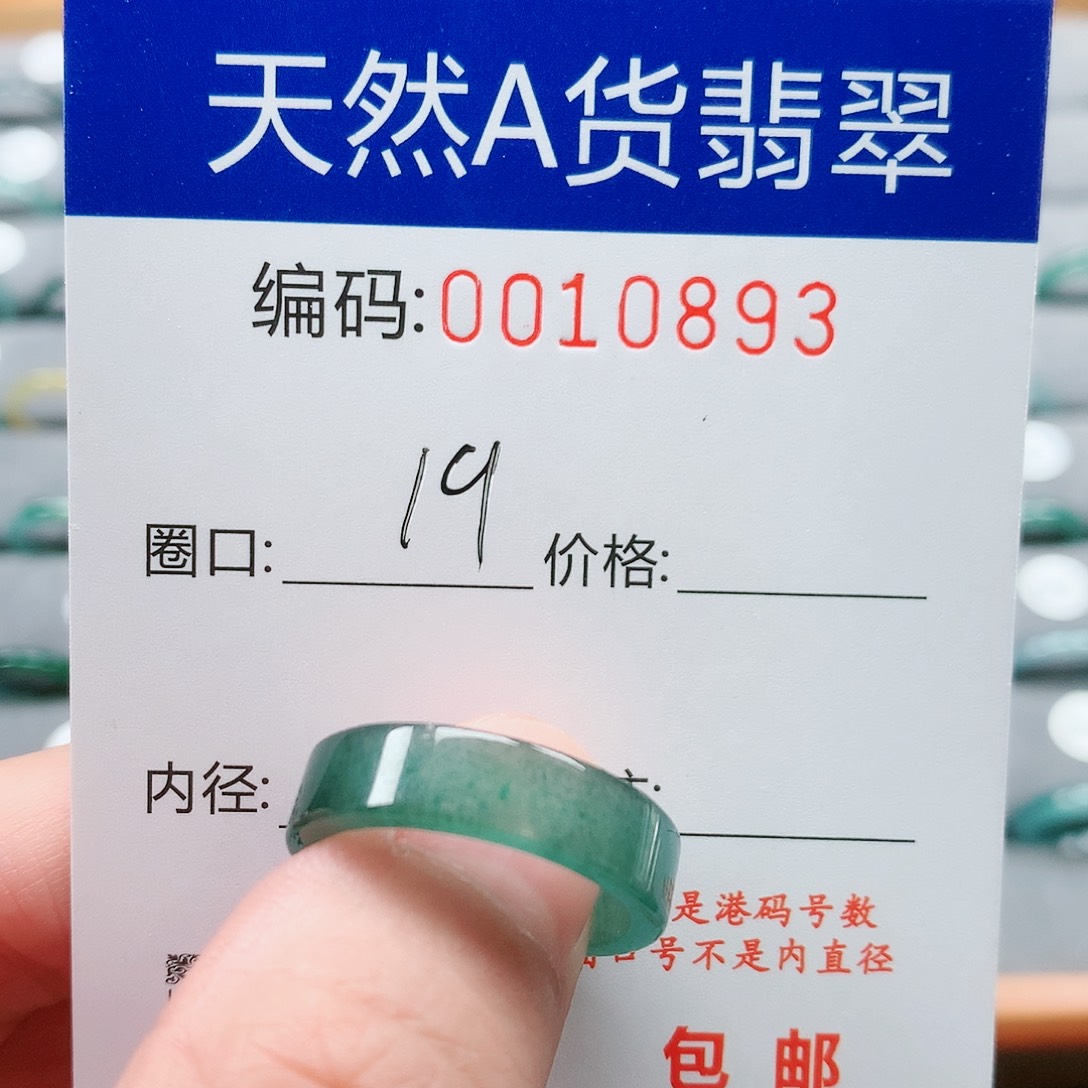 天然A货翡翠
编码:0010893
圈口: 19 价格:
内径:
是港码号数
号不是内直径
包邮